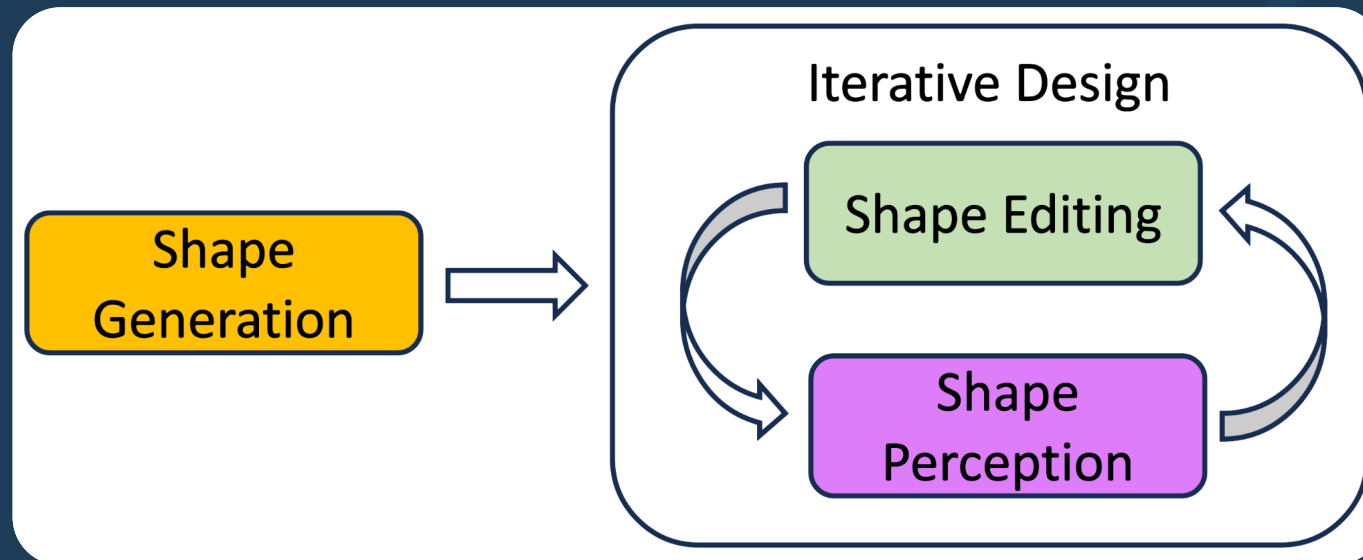 Iterative Design
Shape
Generation
Shape Editing
Shape
Perception